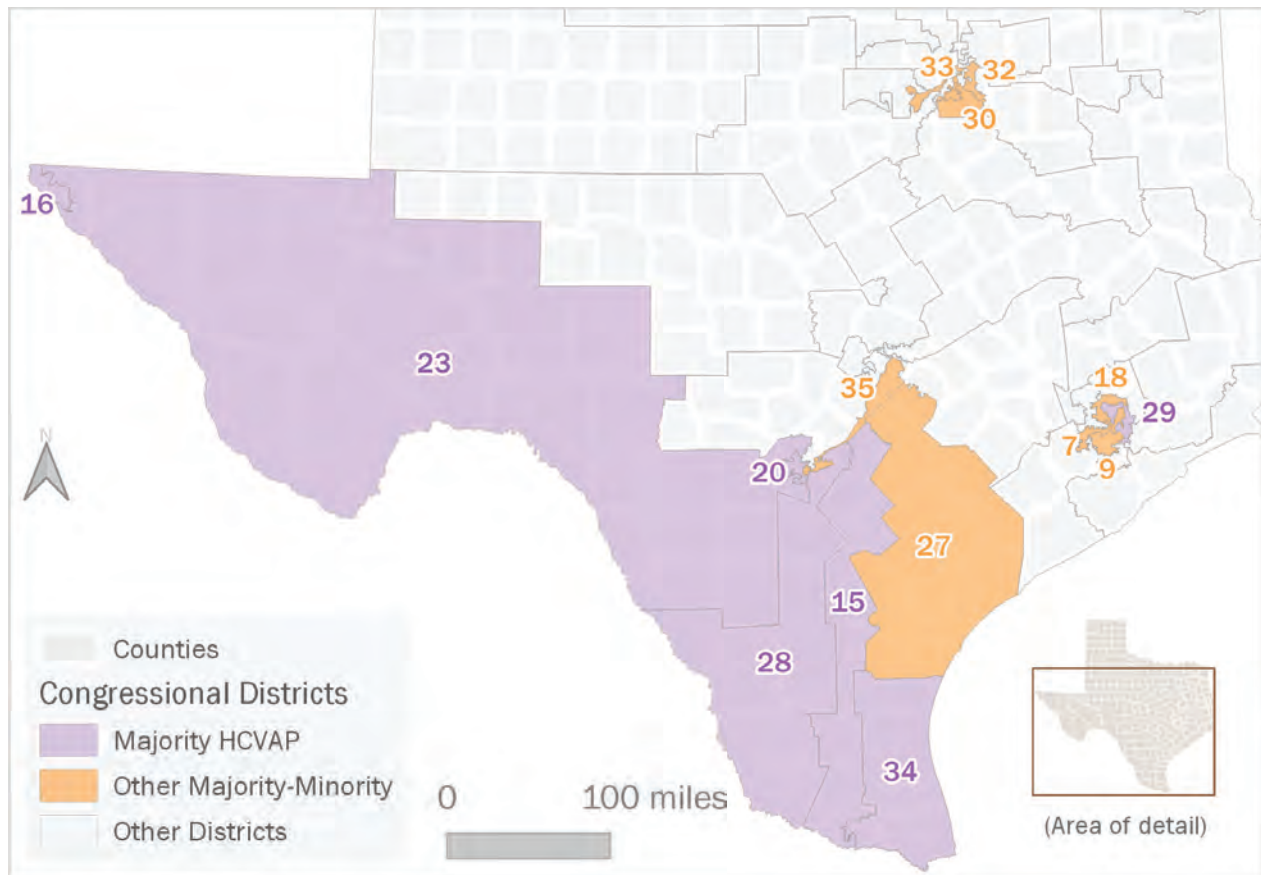 33
32
30
16
23
35
18
29
7
9
20
27
15
28
34
N
Counties
Congressional Districts
Majority HCVAP
Other Majority-Minority
Other Districts
0
100 miles
(Area of detail)